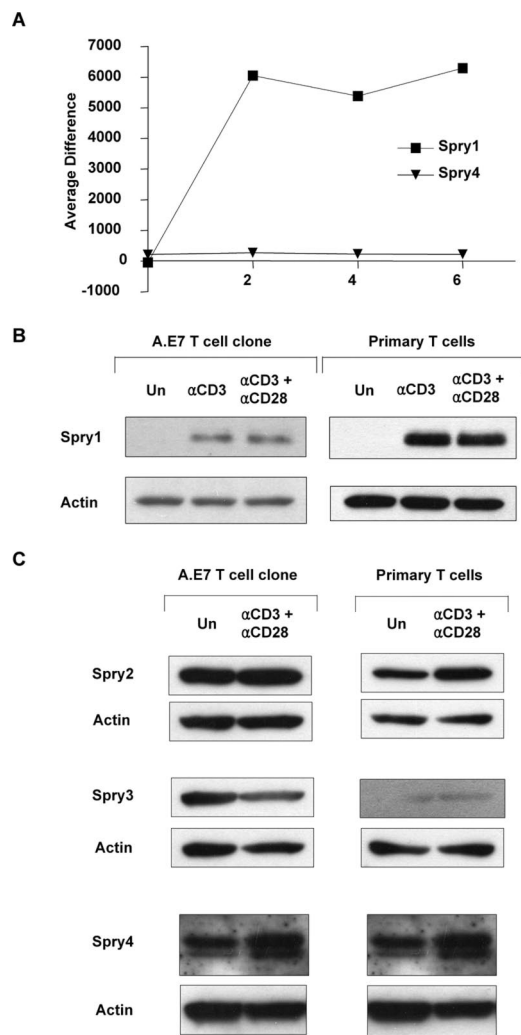 A
7000
6000
5000
4000
3000
2000
1000
0
-1000
Average Difference
Spry1
Spry4
2 4 6
B
A.E7 T cell clone Primary T cells
Un αCD3 αCD3 + αCD28 Un αCD3 αCD3 + αCD28
Spry1
Actin
C
A.E7 T cell clone Primary T cells
Un αCD3 + αCD28 Un αCD3 + αCD28
Spry2
Actin
Spry3
Actin
Spry4
Actin